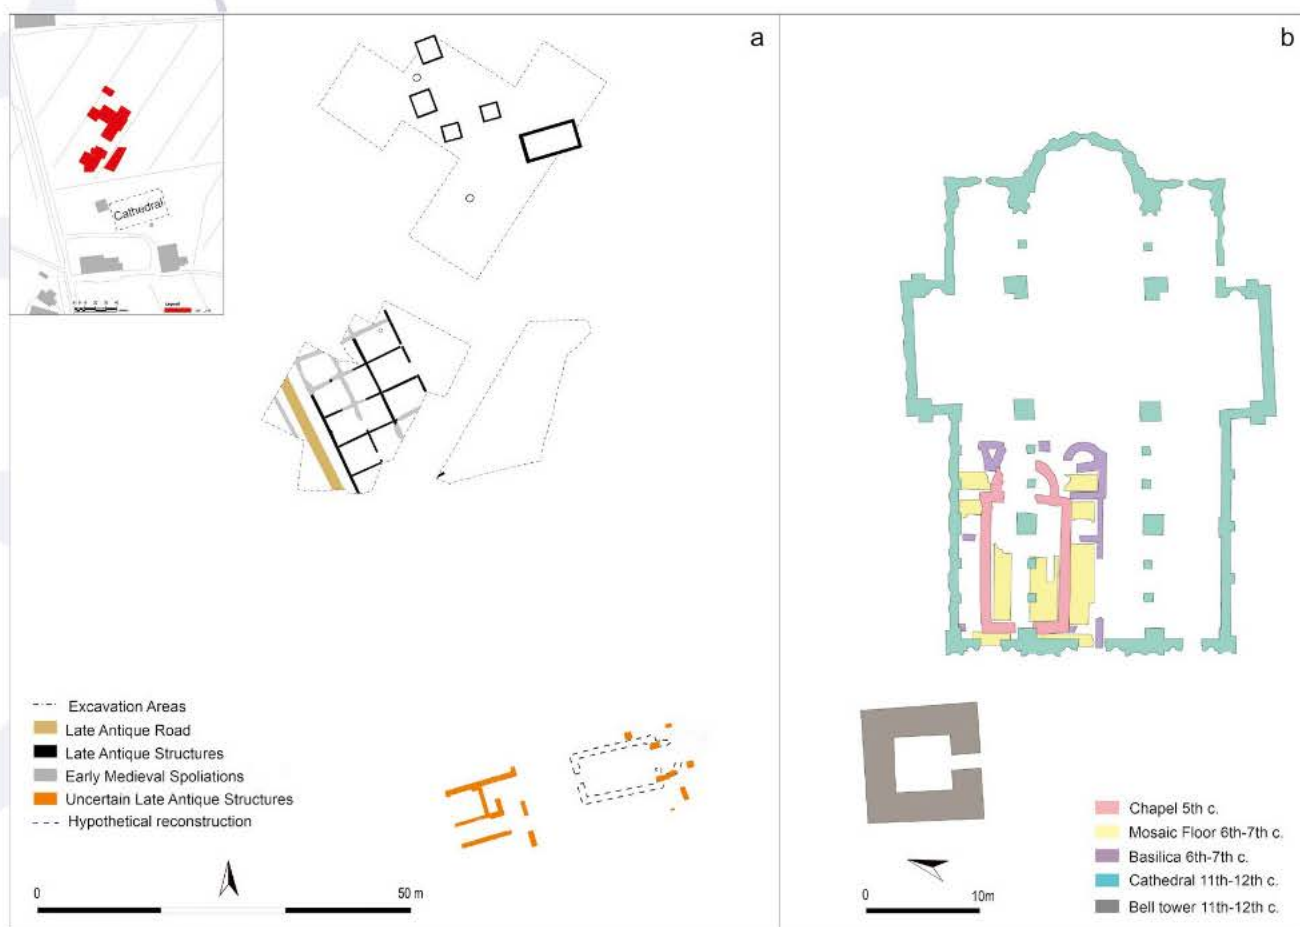 a
b
Cathedral
Legend
Excavation Areas
Late Antique Road
Late Antique Structures
Early Medieval Spoliations
Uncertain Late Antique Structures
Hypothetical reconstruction
0
50 m
Chapel 5th c.
Mosaic Floor 6th-7th c.
Basilica 6th-7th c.
Cathedral 11th-12th c.
Bell tower 11th-12th c.
0
10m